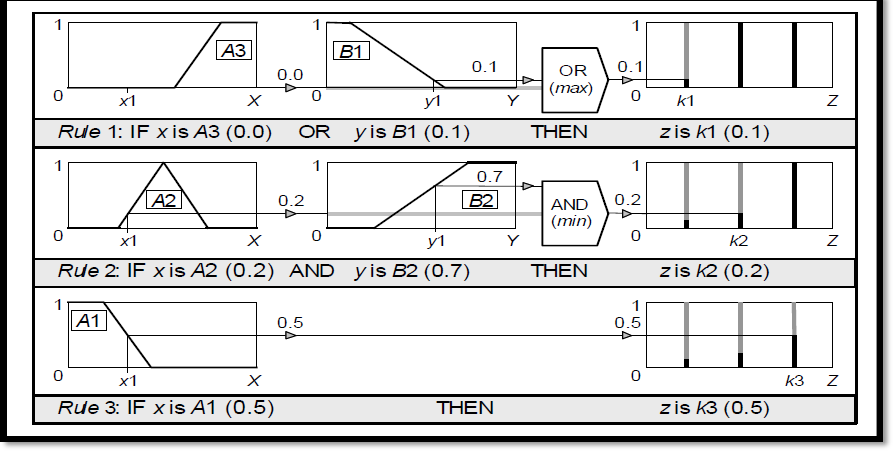 1 A3 0.0 1 B1 0.1 OR (max) 0.1 1
0 x1 X 0 y1 Y 0 k1 Z
Rule 1: IF x is A3 (0.0) OR y is B1 (0.1) THEN z is k1 (0.1)
1 A2 0.2 1 0.7 B2 AND (min) 0.2 1
0 x1 X 0 y1 Y 0 k2 Z
Rule 2: IF x is A2 (0.2) AND y is B2 (0.7) THEN z is k2 (0.2)
1 A1 0.5 0.5 1
0 x1 X 0 k3 Z
Rule 3: IF x is A1 (0.5) THEN z is k3 (0.5)